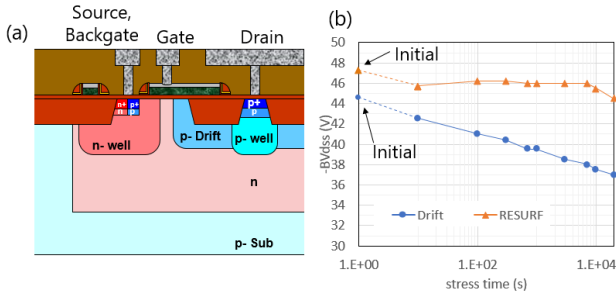 (a)
Source,
Backgate
Gate
Drain
n+
p+
n
p
p+
p
n- well
p- Drift
p- well
n
p- Sub
(b)
-BVdss (V)
50
48
46
44
42
40
38
36
34
32
30
Initial
Initial
Drift
RESURF
1.E+00
1.E+02
1.E+04
stress time (s)